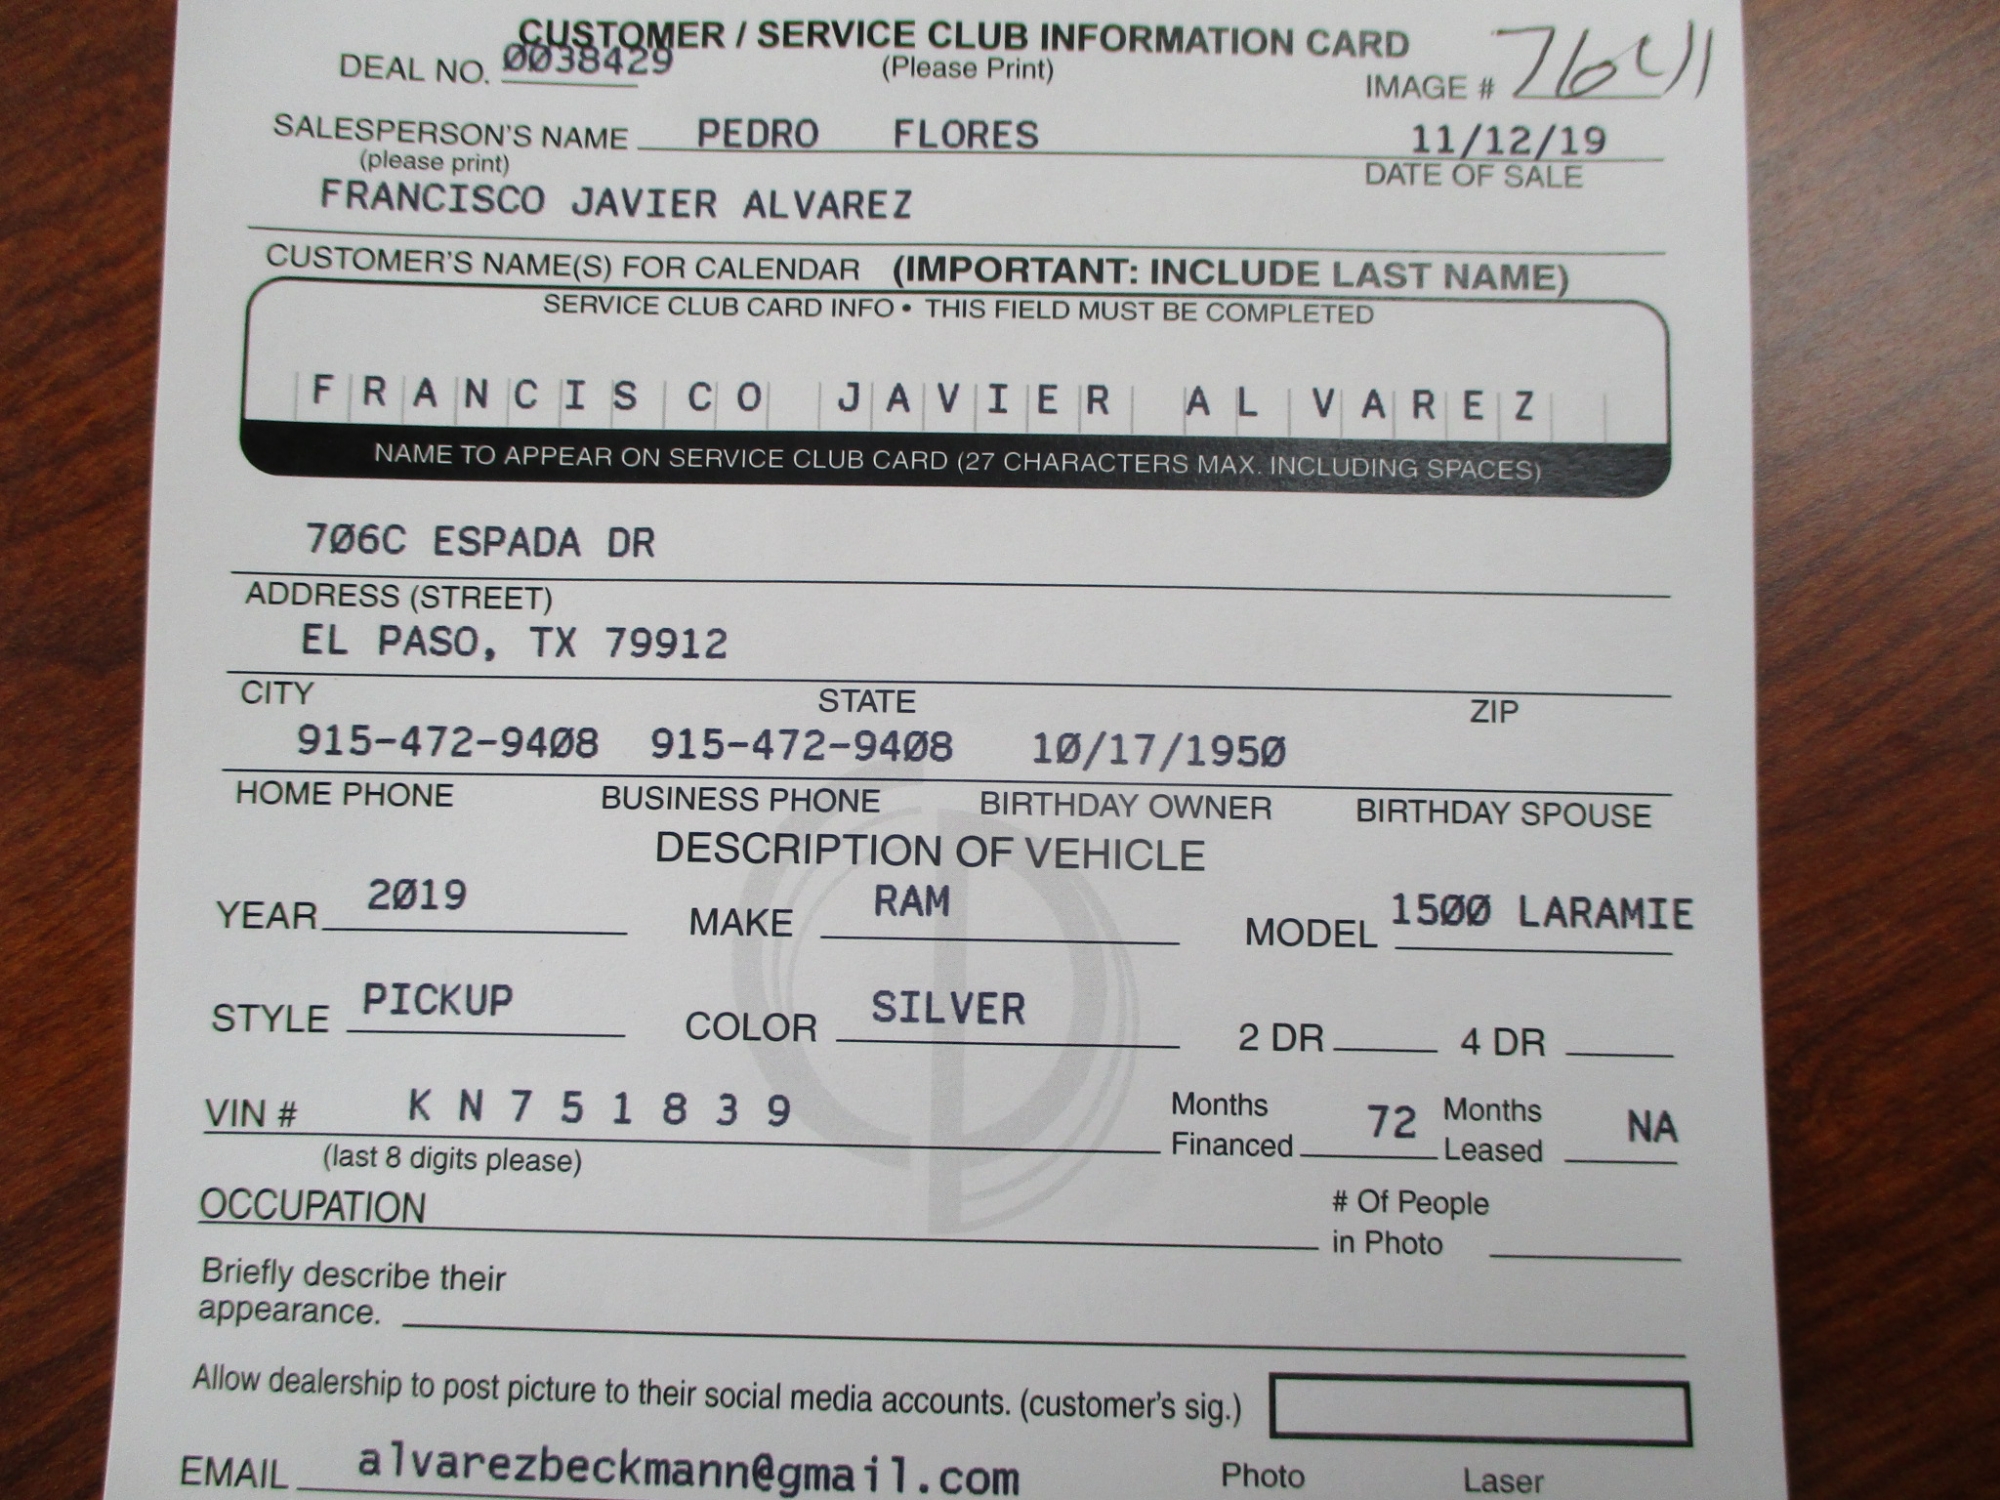 CUSTOMER / SERVICE CLUB INFORMATION CARD
DEAL NO. 0038429 (Please Print) IMAGE #
SALESPERSON'S NAME PEDRO FLORES 11/12/19
(please print) DATE OF SALE
FRANCISCO JAVIER ALVAREZ
CUSTOMER'S NAME(S) FOR CALENDAR (IMPORTANT: INCLUDE LAST NAME)
SERVICE CLUB CARD INFO • THIS FIELD MUST BE COMPLETED
FRANCISCO JAVIER ALVAREZ
NAME TO APPEAR ON SERVICE CLUB CARD (27 CHARACTERS MAX. INCLUDING SPACES)
706C ESPADA DR
ADDRESS (STREET)
EL PASO, TX 79912
CITY STATE ZIP
915-472-9408 915-472-9408 10/17/1950
HOME PHONE BUSINESS PHONE BIRTHDAY OWNER BIRTHDAY SPOUSE
DESCRIPTION OF VEHICLE
YEAR 2019 MAKE RAM MODEL 1500 LARAMIE
STYLE PICKUP COLOR SILVER 2 DR 4 DR
VIN # KN751839 Months Financed 72 Months Leased NA
(last 8 digits please)
OCCUPATION # Of People in Photo
Briefly describe their
appearance.
Allow dealership to post picture to their social media accounts. (customer's sig.)
EMAIL alvarezbeckmann@gmail.com Photo Laser